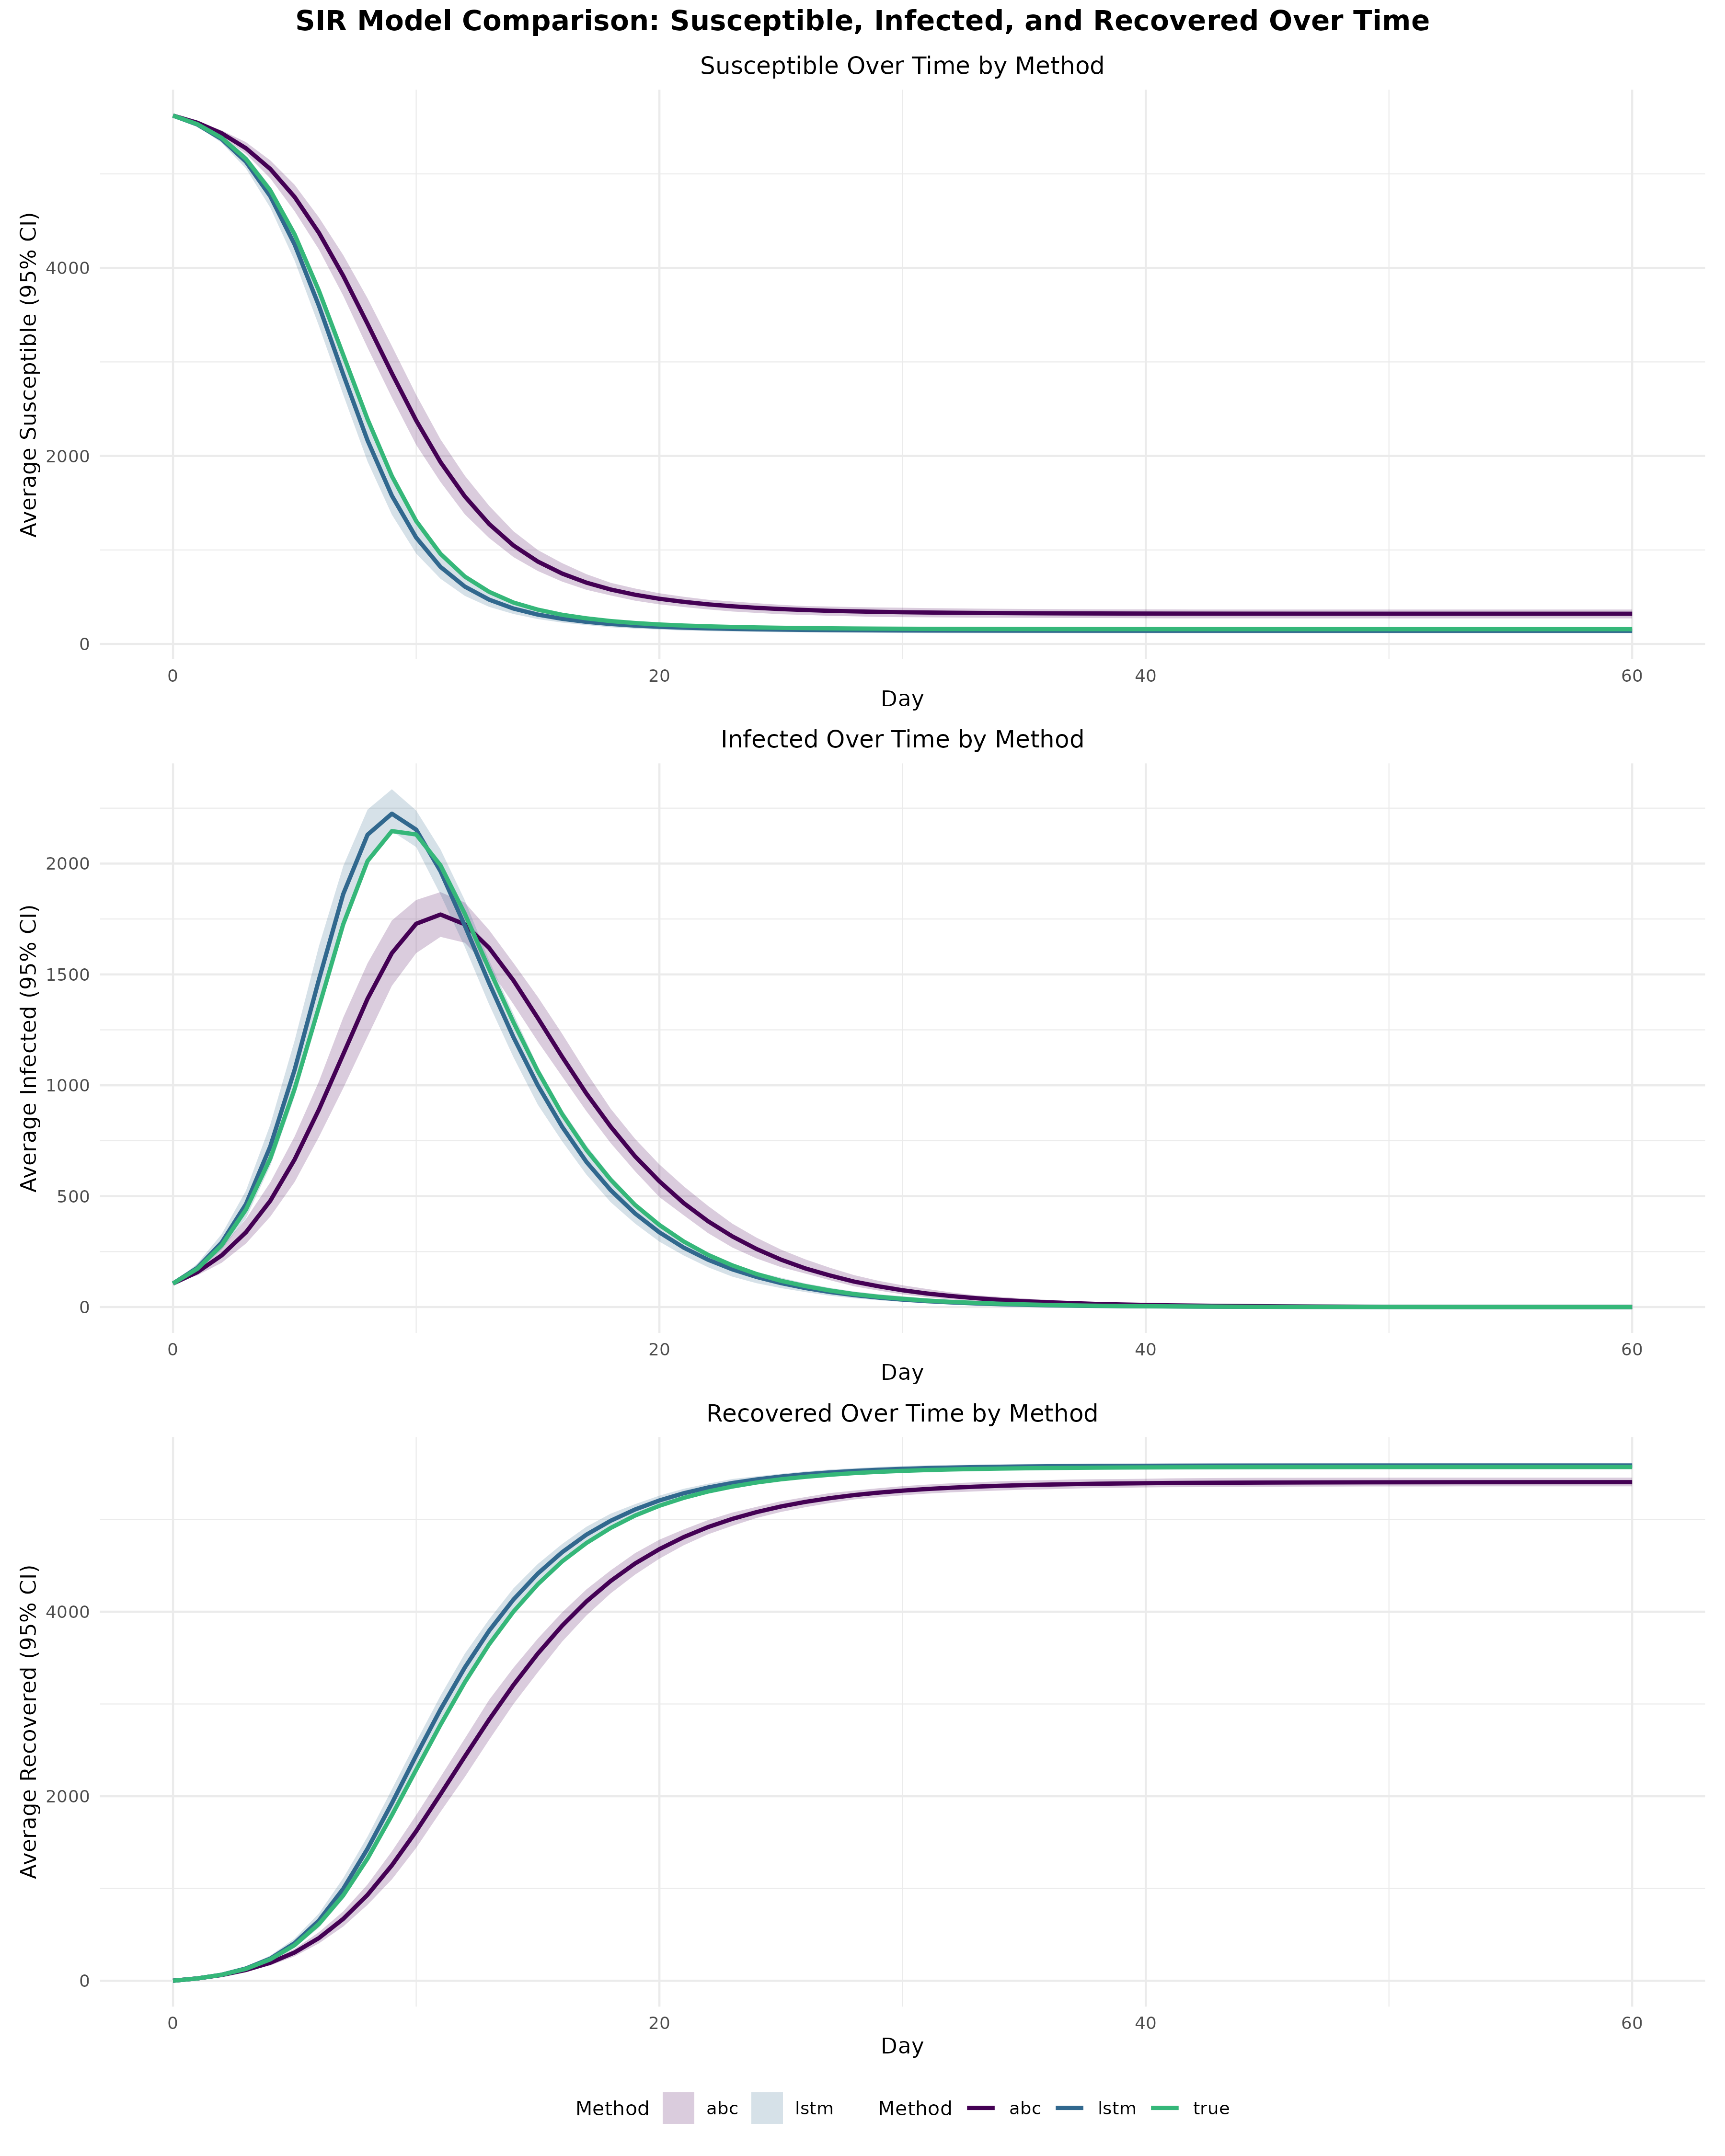 SIR Model Comparison: Susceptible, Infected, and Recovered Over Time
Susceptible Over Time by Method
Average Susceptible (95% CI)
4000
2000
0
0 20 40 60
Day
Infected Over Time by Method
Average Infected (95% CI)
2000
1500
1000
500
0
0 20 40 60
Day
Recovered Over Time by Method
Average Recovered (95% CI)
4000
2000
0
0 20 40 60
Day
Method abc lstm Method abc lstm true